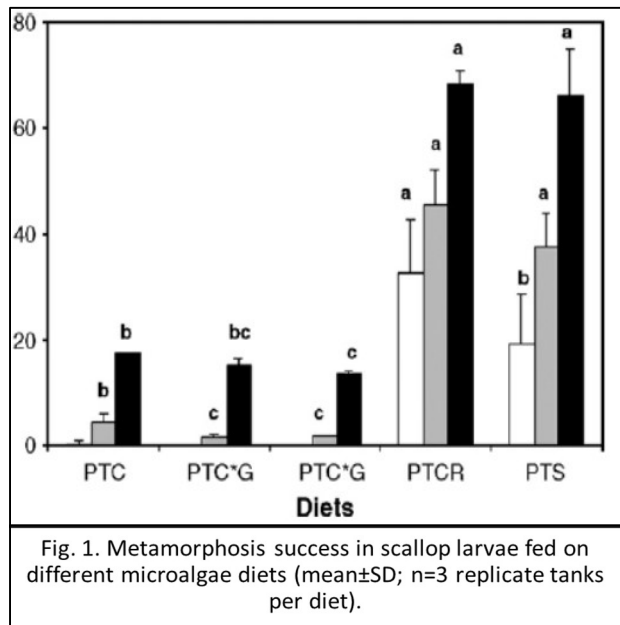 80
a
a
a
60
a
a
40
b
b
bc
20
c
b
c
c
0
PTC PTC*G PTC*G PTCR PTS
Diets
Fig. 1. Metamorphosis success in scallop larvae fed on
different microalgae diets (mean±SD; n=3 replicate tanks
per diet).